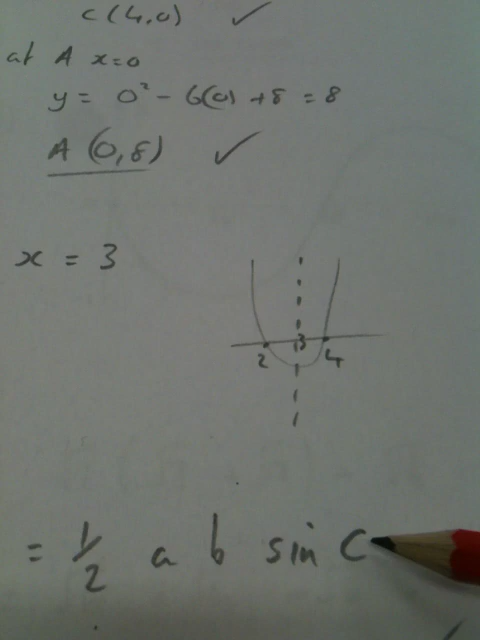 C (4,0) ✓
at A x=0
y = 0² - 6(0) + 8 = 8
A (0,8) ✓
x = 3
2 3 4
= 1/2 a b sin C